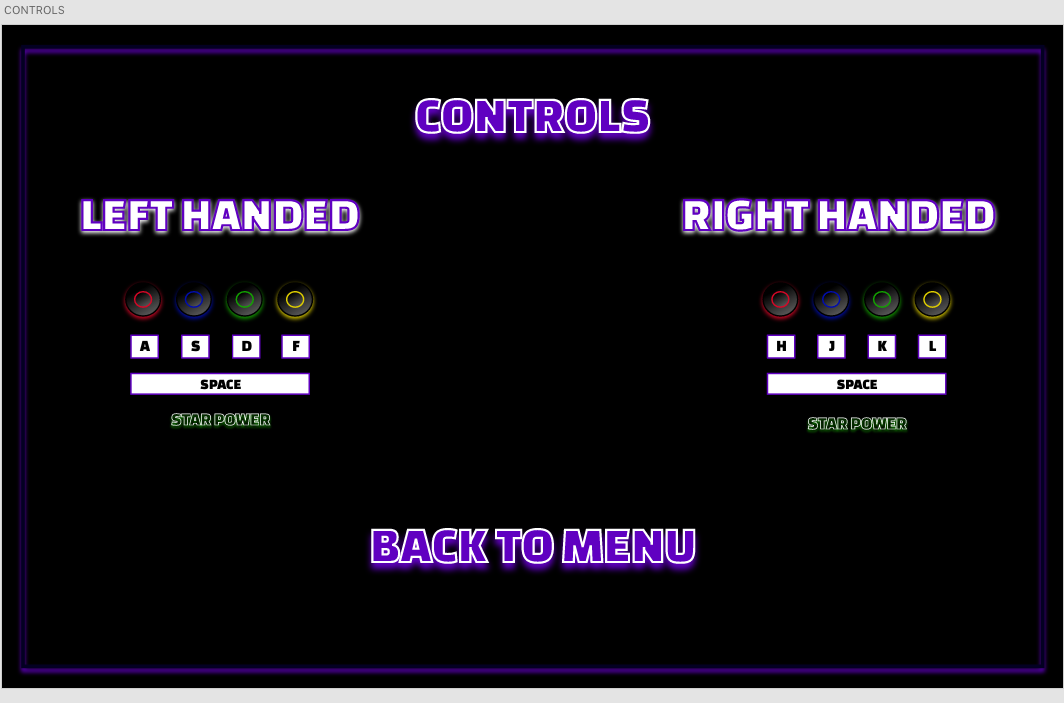 CONTROLS
CONTROLS
LEFT HANDED
RIGHT HANDED
A S D F
H J K L
SPACE
SPACE
STAR POWER
STAR POWER
BACK TO MENU